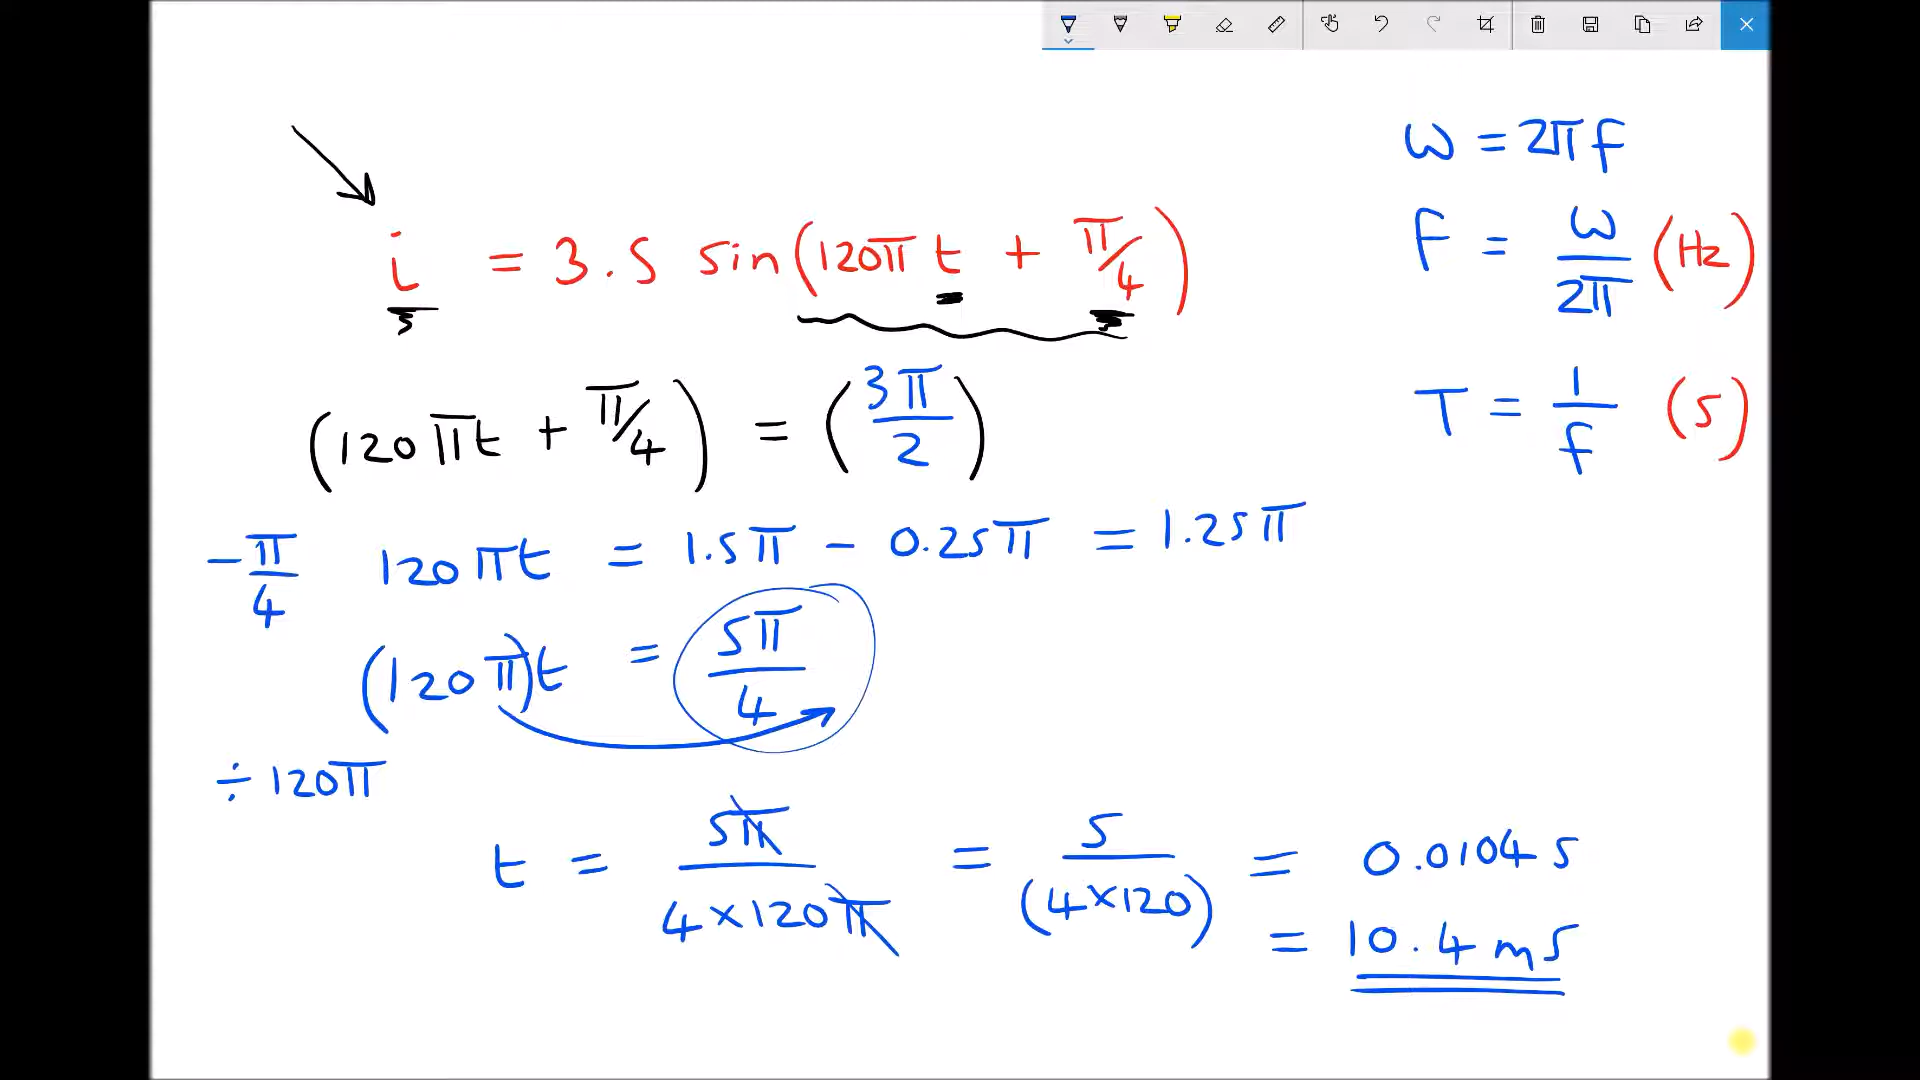 ω = 2πf
i = 3.5 sin(120πt + π/4)
F = ω/2π (Hz)
(120πt + π/4) = (3π/2)
T = 1/f (s)
-π/4 120πt = 1.5π - 0.25π = 1.25π
(120π)t = 5π/4
÷ 120π
t = 5π/4×120π = 5/(4×120) = 0.0104 s
= 10.4 ms